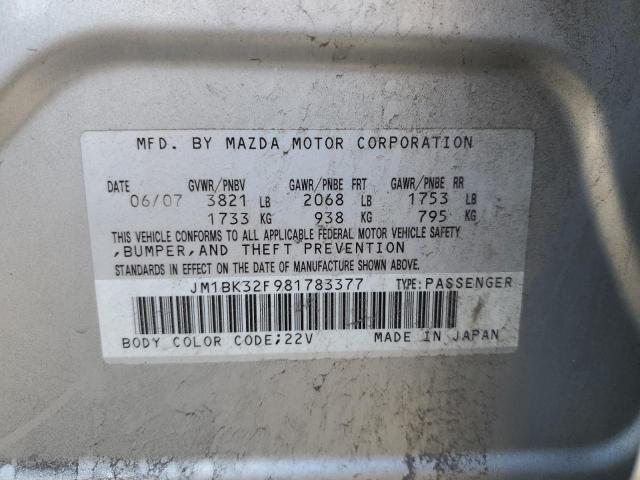 MFD. BY MAZDA MOTOR CORPORATION
DATE GVWR/PNBV GAWR/PNBE FRT GAWR/PNBE RR
06/07 3821 LB 2068 LB 1753 LB
1733 KG 938 KG 795 KG
THIS VEHICLE CONFORMS TO ALL APPLICABLE FEDERAL MOTOR VEHICLE SAFETY
,BUMPER,AND THEFT PREVENTION
STANDARDS IN EFFECT ON THE DATE OF MANUFACTURE SHOWN ABOVE.
JM1BK32F981783377 TYPE:PASSENGER
BODY COLOR CODE;22V MADE IN JAPAN